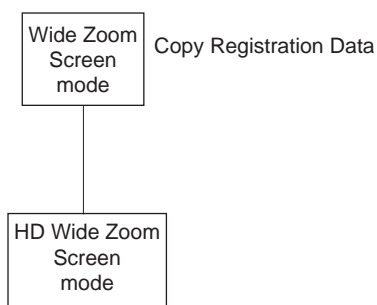 Wide Zoom
Screen
mode
Copy Registration Data
HD Wide Zoom
Screen
mode